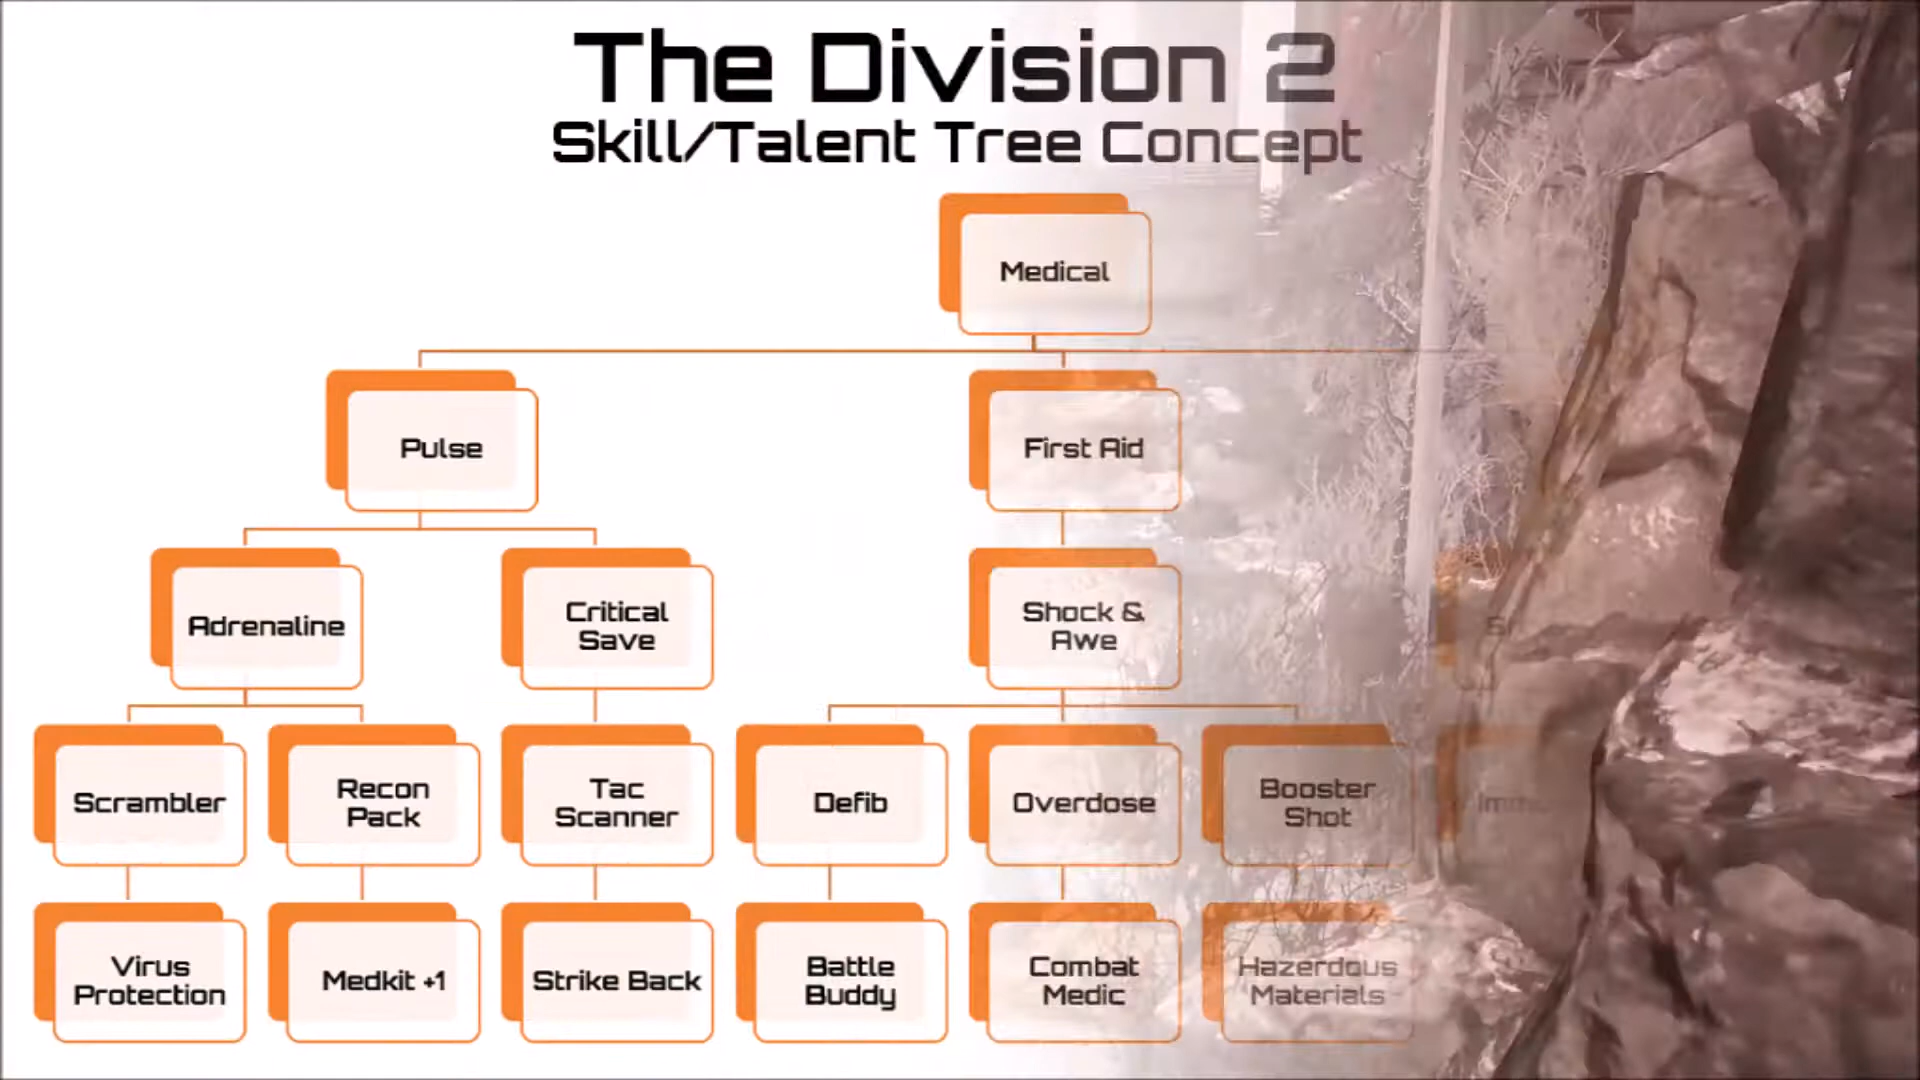 The Division 2
Skill/Talent Tree Concept
Medical
Pulse
First Aid
Adrenaline
Critical
Save
Shock &
Awe
Scrambler
Recon
Pack
Tac
Scanner
Defib
Overdose
Booster
Shot
Virus
Protection
Medkit +1
Strike Back
Battle
Buddy
Combat
Medic
Hazerdous
Materials